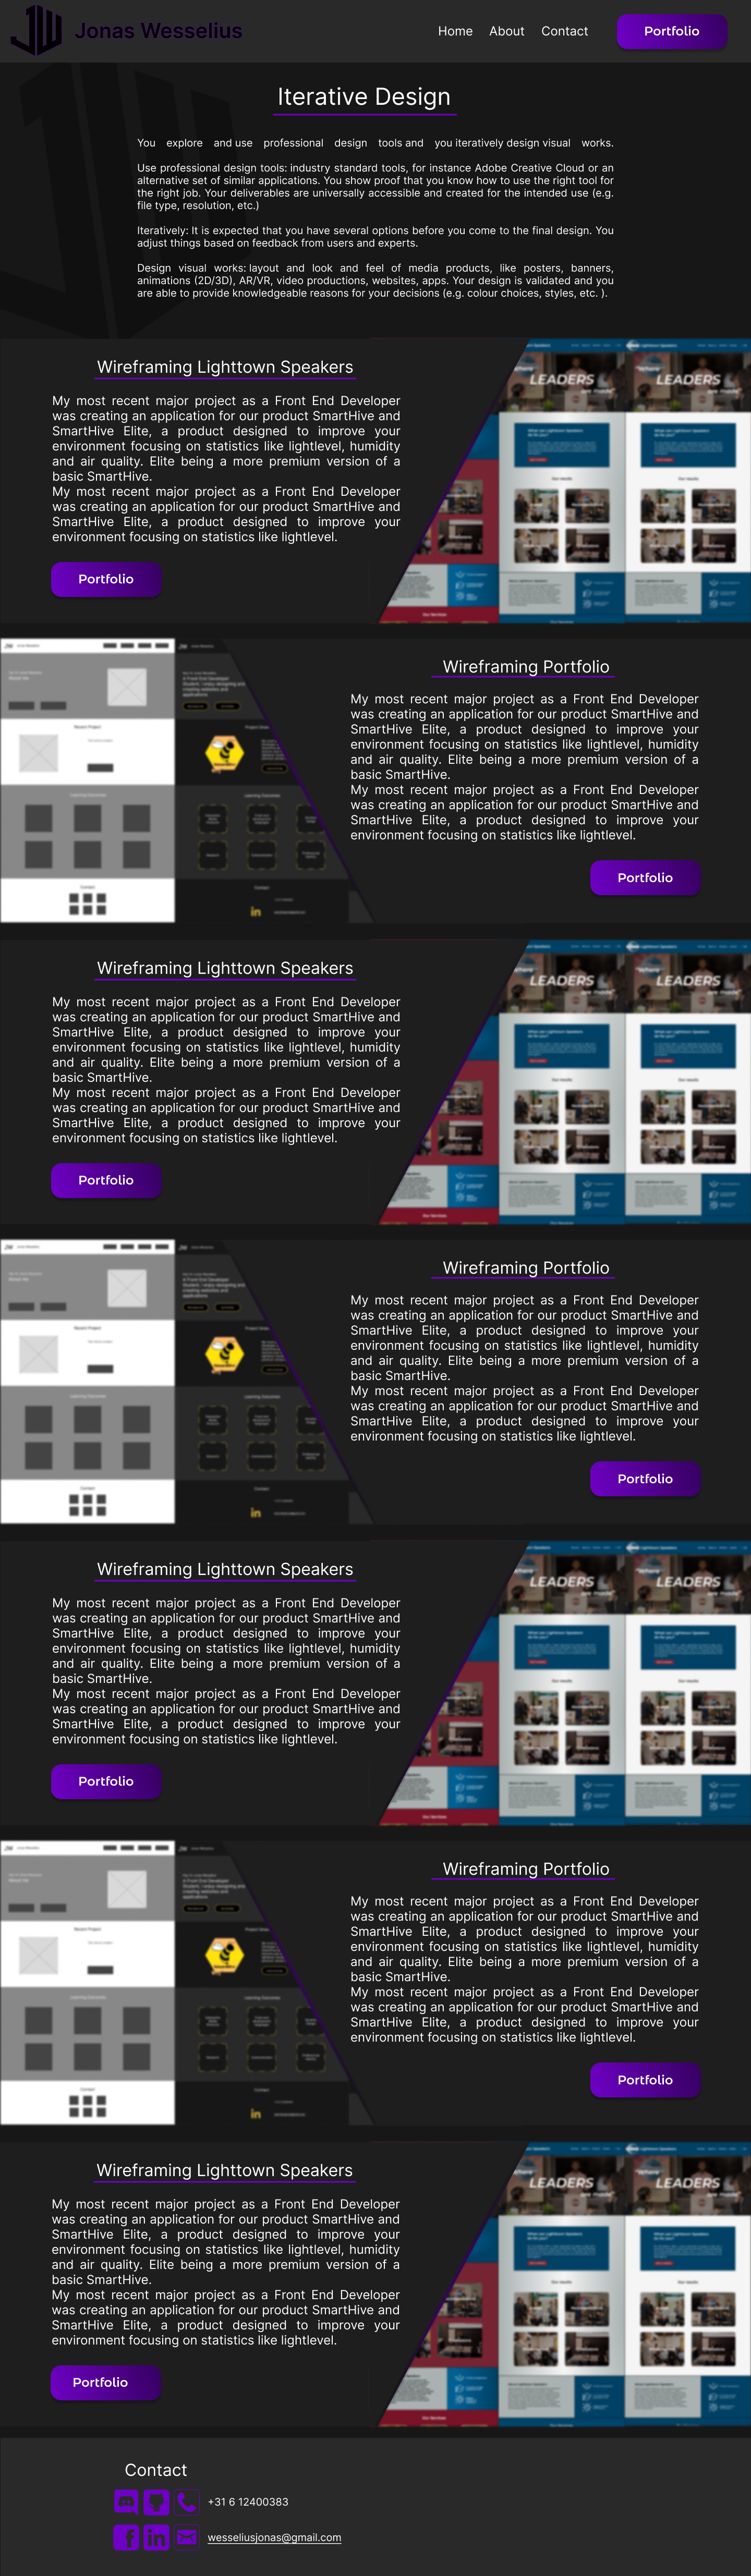 Jonas Wesselius
Home About Contact Portfolio
Iterative Design
You explore and use professional design tools and you iteratively design visual works.
Use professional design tools: industry standard tools, for instance Adobe Creative Cloud or an
alternative set of similar applications. You show proof that you know how to use the right tool for
the right job. Your deliverables are universally accessible and created for the intended use (e.g.
file type, resolution, etc.)
Iteratively: It is expected that you have several options before you come to the final design. You
adjust things based on feedback from users and experts.
Design visual works: layout and look and feel of media products, like posters, banners,
animations (2D/3D), AR/VR, video productions, websites, apps. Your design is validated and you
are able to provide knowledgeable reasons for your decisions (e.g. colour choices, styles, etc. ).
Wireframing Lighttown Speakers
My most recent major project as a Front End Developer
was creating an application for our product SmartHive and
SmartHive Elite, a product designed to improve your
environment focusing on statistics like lightlevel, humidity
and air quality. Elite being a more premium version of a
basic SmartHive.
My most recent major project as a Front End Developer
was creating an application for our product SmartHive and
SmartHive Elite, a product designed to improve your
environment focusing on statistics like lightlevel.
Portfolio
LEADERS
LEADERS
Wireframing Portfolio
My most recent major project as a Front End Developer
was creating an application for our product SmartHive and
SmartHive Elite, a product designed to improve your
environment focusing on statistics like lightlevel, humidity
and air quality. Elite being a more premium version of a
basic SmartHive.
My most recent major project as a Front End Developer
was creating an application for our product SmartHive and
SmartHive Elite, a product designed to improve your
environment focusing on statistics like lightlevel.
Portfolio
Wireframing Lighttown Speakers
My most recent major project as a Front End Developer
was creating an application for our product SmartHive and
SmartHive Elite, a product designed to improve your
environment focusing on statistics like lightlevel, humidity
and air quality. Elite being a more premium version of a
basic SmartHive.
My most recent major project as a Front End Developer
was creating an application for our product SmartHive and
SmartHive Elite, a product designed to improve your
environment focusing on statistics like lightlevel.
Portfolio
LEADERS
LEADERS
Wireframing Portfolio
My most recent major project as a Front End Developer
was creating an application for our product SmartHive and
SmartHive Elite, a product designed to improve your
environment focusing on statistics like lightlevel, humidity
and air quality. Elite being a more premium version of a
basic SmartHive.
My most recent major project as a Front End Developer
was creating an application for our product SmartHive and
SmartHive Elite, a product designed to improve your
environment focusing on statistics like lightlevel.
Portfolio
Wireframing Lighttown Speakers
My most recent major project as a Front End Developer
was creating an application for our product SmartHive and
SmartHive Elite, a product designed to improve your
environment focusing on statistics like lightlevel, humidity
and air quality. Elite being a more premium version of a
basic SmartHive.
My most recent major project as a Front End Developer
was creating an application for our product SmartHive and
SmartHive Elite, a product designed to improve your
environment focusing on statistics like lightlevel.
Portfolio
LEADERS
LEADERS
Wireframing Portfolio
My most recent major project as a Front End Developer
was creating an application for our product SmartHive and
SmartHive Elite, a product designed to improve your
environment focusing on statistics like lightlevel, humidity
and air quality. Elite being a more premium version of a
basic SmartHive.
My most recent major project as a Front End Developer
was creating an application for our product SmartHive and
SmartHive Elite, a product designed to improve your
environment focusing on statistics like lightlevel.
Portfolio
Wireframing Lighttown Speakers
My most recent major project as a Front End Developer
was creating an application for our product SmartHive and
SmartHive Elite, a product designed to improve your
environment focusing on statistics like lightlevel, humidity
and air quality. Elite being a more premium version of a
basic SmartHive.
My most recent major project as a Front End Developer
was creating an application for our product SmartHive and
SmartHive Elite, a product designed to improve your
environment focusing on statistics like lightlevel.
Portfolio
LEADERS
LEADERS
Contact
+31 6 12400383
wesseliusjonas@gmail.com